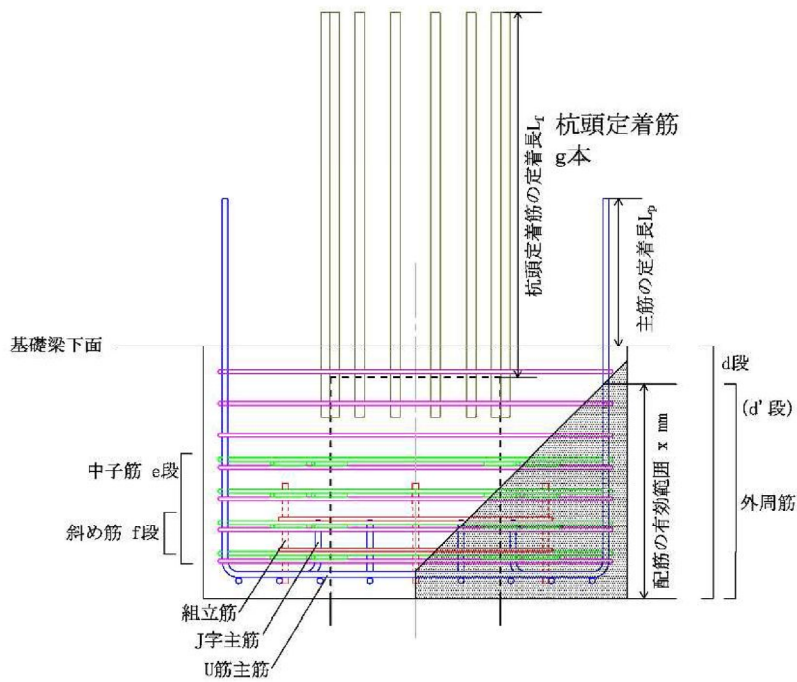 杭頭定着筋の定着長Lf
杭頭定着筋
g本
主筋の定着長Lp
基礎梁下面
d段
(d'段)
中子筋 e段
配筋の有効範囲 x mm
外周筋
斜め筋 f段
組立筋
J字主筋
U筋主筋